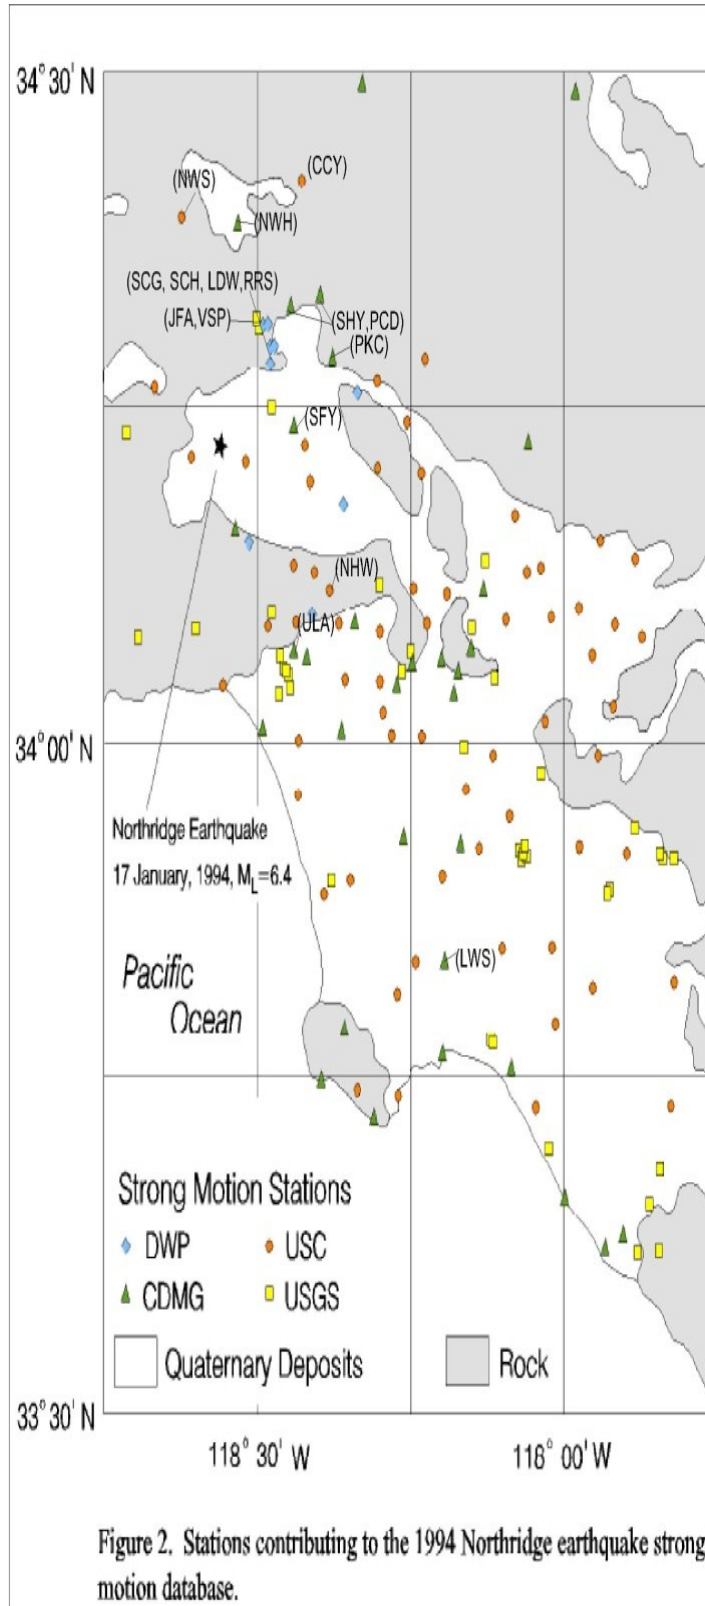 34° 30' N
(CCY)
(NWS)
(NWH)
(SCG, SCH, LDW,RRS)
(JFA,VSP)
(SHY,PCD)
(PKC)
(SFY)
(NHW)
(ULA)
34° 00' N
Northridge Earthquake
17 January, 1994, ML=6.4
(LWS)
Pacific
Ocean
Strong Motion Stations
DWP USC
CDMG USGS
Quaternary Deposits Rock
33° 30' N
118° 30' W 118° 00' W
Figure 2. Stations contributing to the 1994 Northridge earthquake strong
motion database.